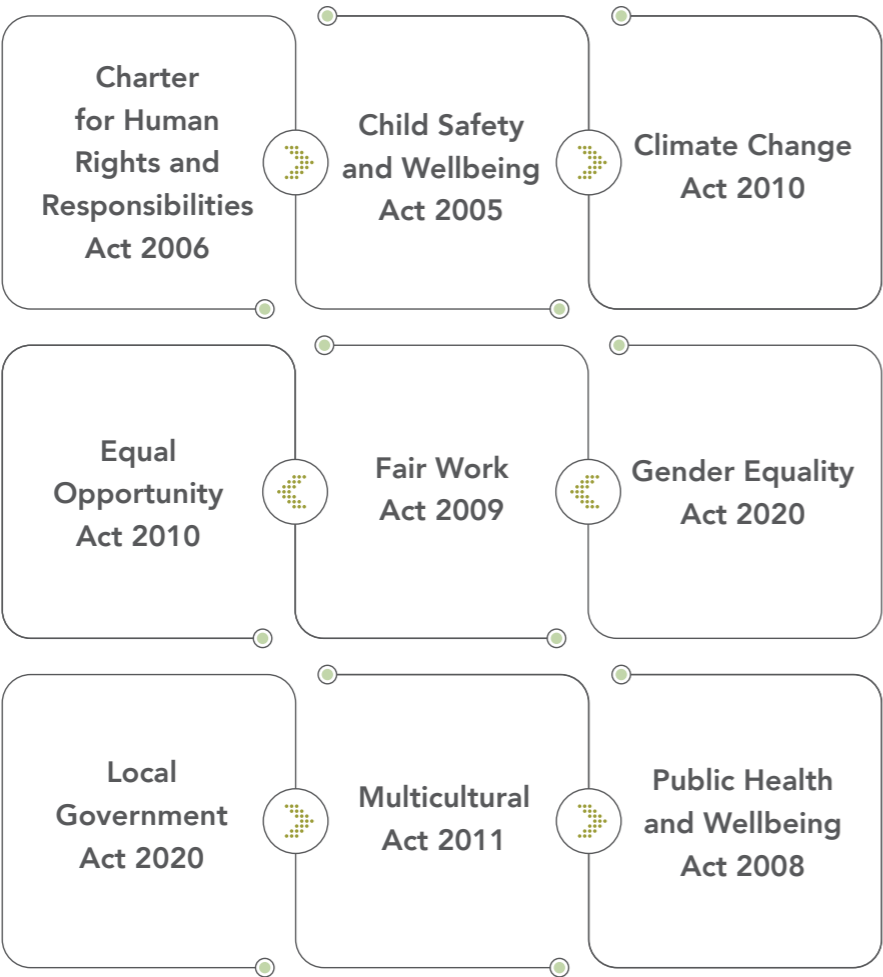 Charter
for Human
Rights and
Responsibilities
Act 2006
Child Safety
and Wellbeing
Act 2005
Climate Change
Act 2010
Equal
Opportunity
Act 2010
Fair Work
Act 2009
Gender Equality
Act 2020
Local
Government
Act 2020
Multicultural
Act 2011
Public Health
and Wellbeing
Act 2008